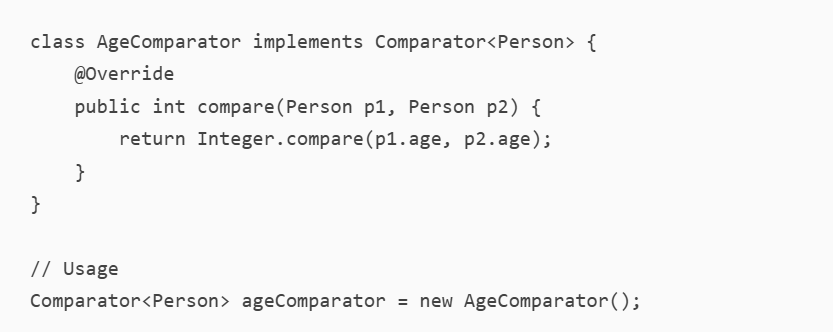 class AgeComparator implements Comparator<Person> {
    @Override
    public int compare(Person p1, Person p2) {
        return Integer.compare(p1.age, p2.age);
    }
}

// Usage
Comparator<Person> ageComparator = new AgeComparator();